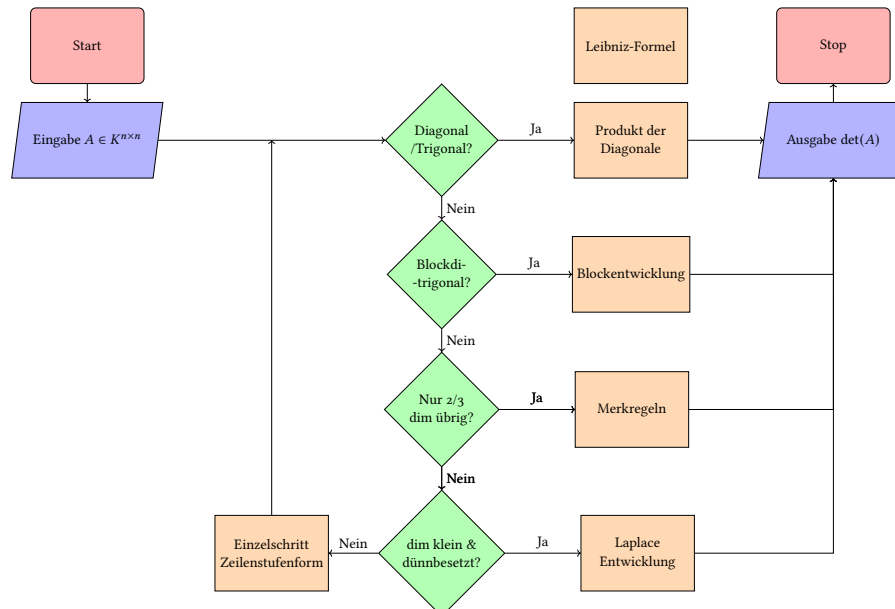 Start
Leibniz-Formel
Stop
Eingabe A ∈ Kⁿˣⁿ
Diagonal
/Trigonal?
Ja
Produkt der
Diagonale
Ausgabe det(A)
Nein
Blockdi-
-trigonal?
Ja
Blockentwicklung
Nein
Nur 2/3
dim übrig?
Ja
Merkregeln
Nein
Einzelschritt
Zeilenstufenform
Nein
dim klein &
dünnbesetzt?
Ja
Laplace
Entwicklung